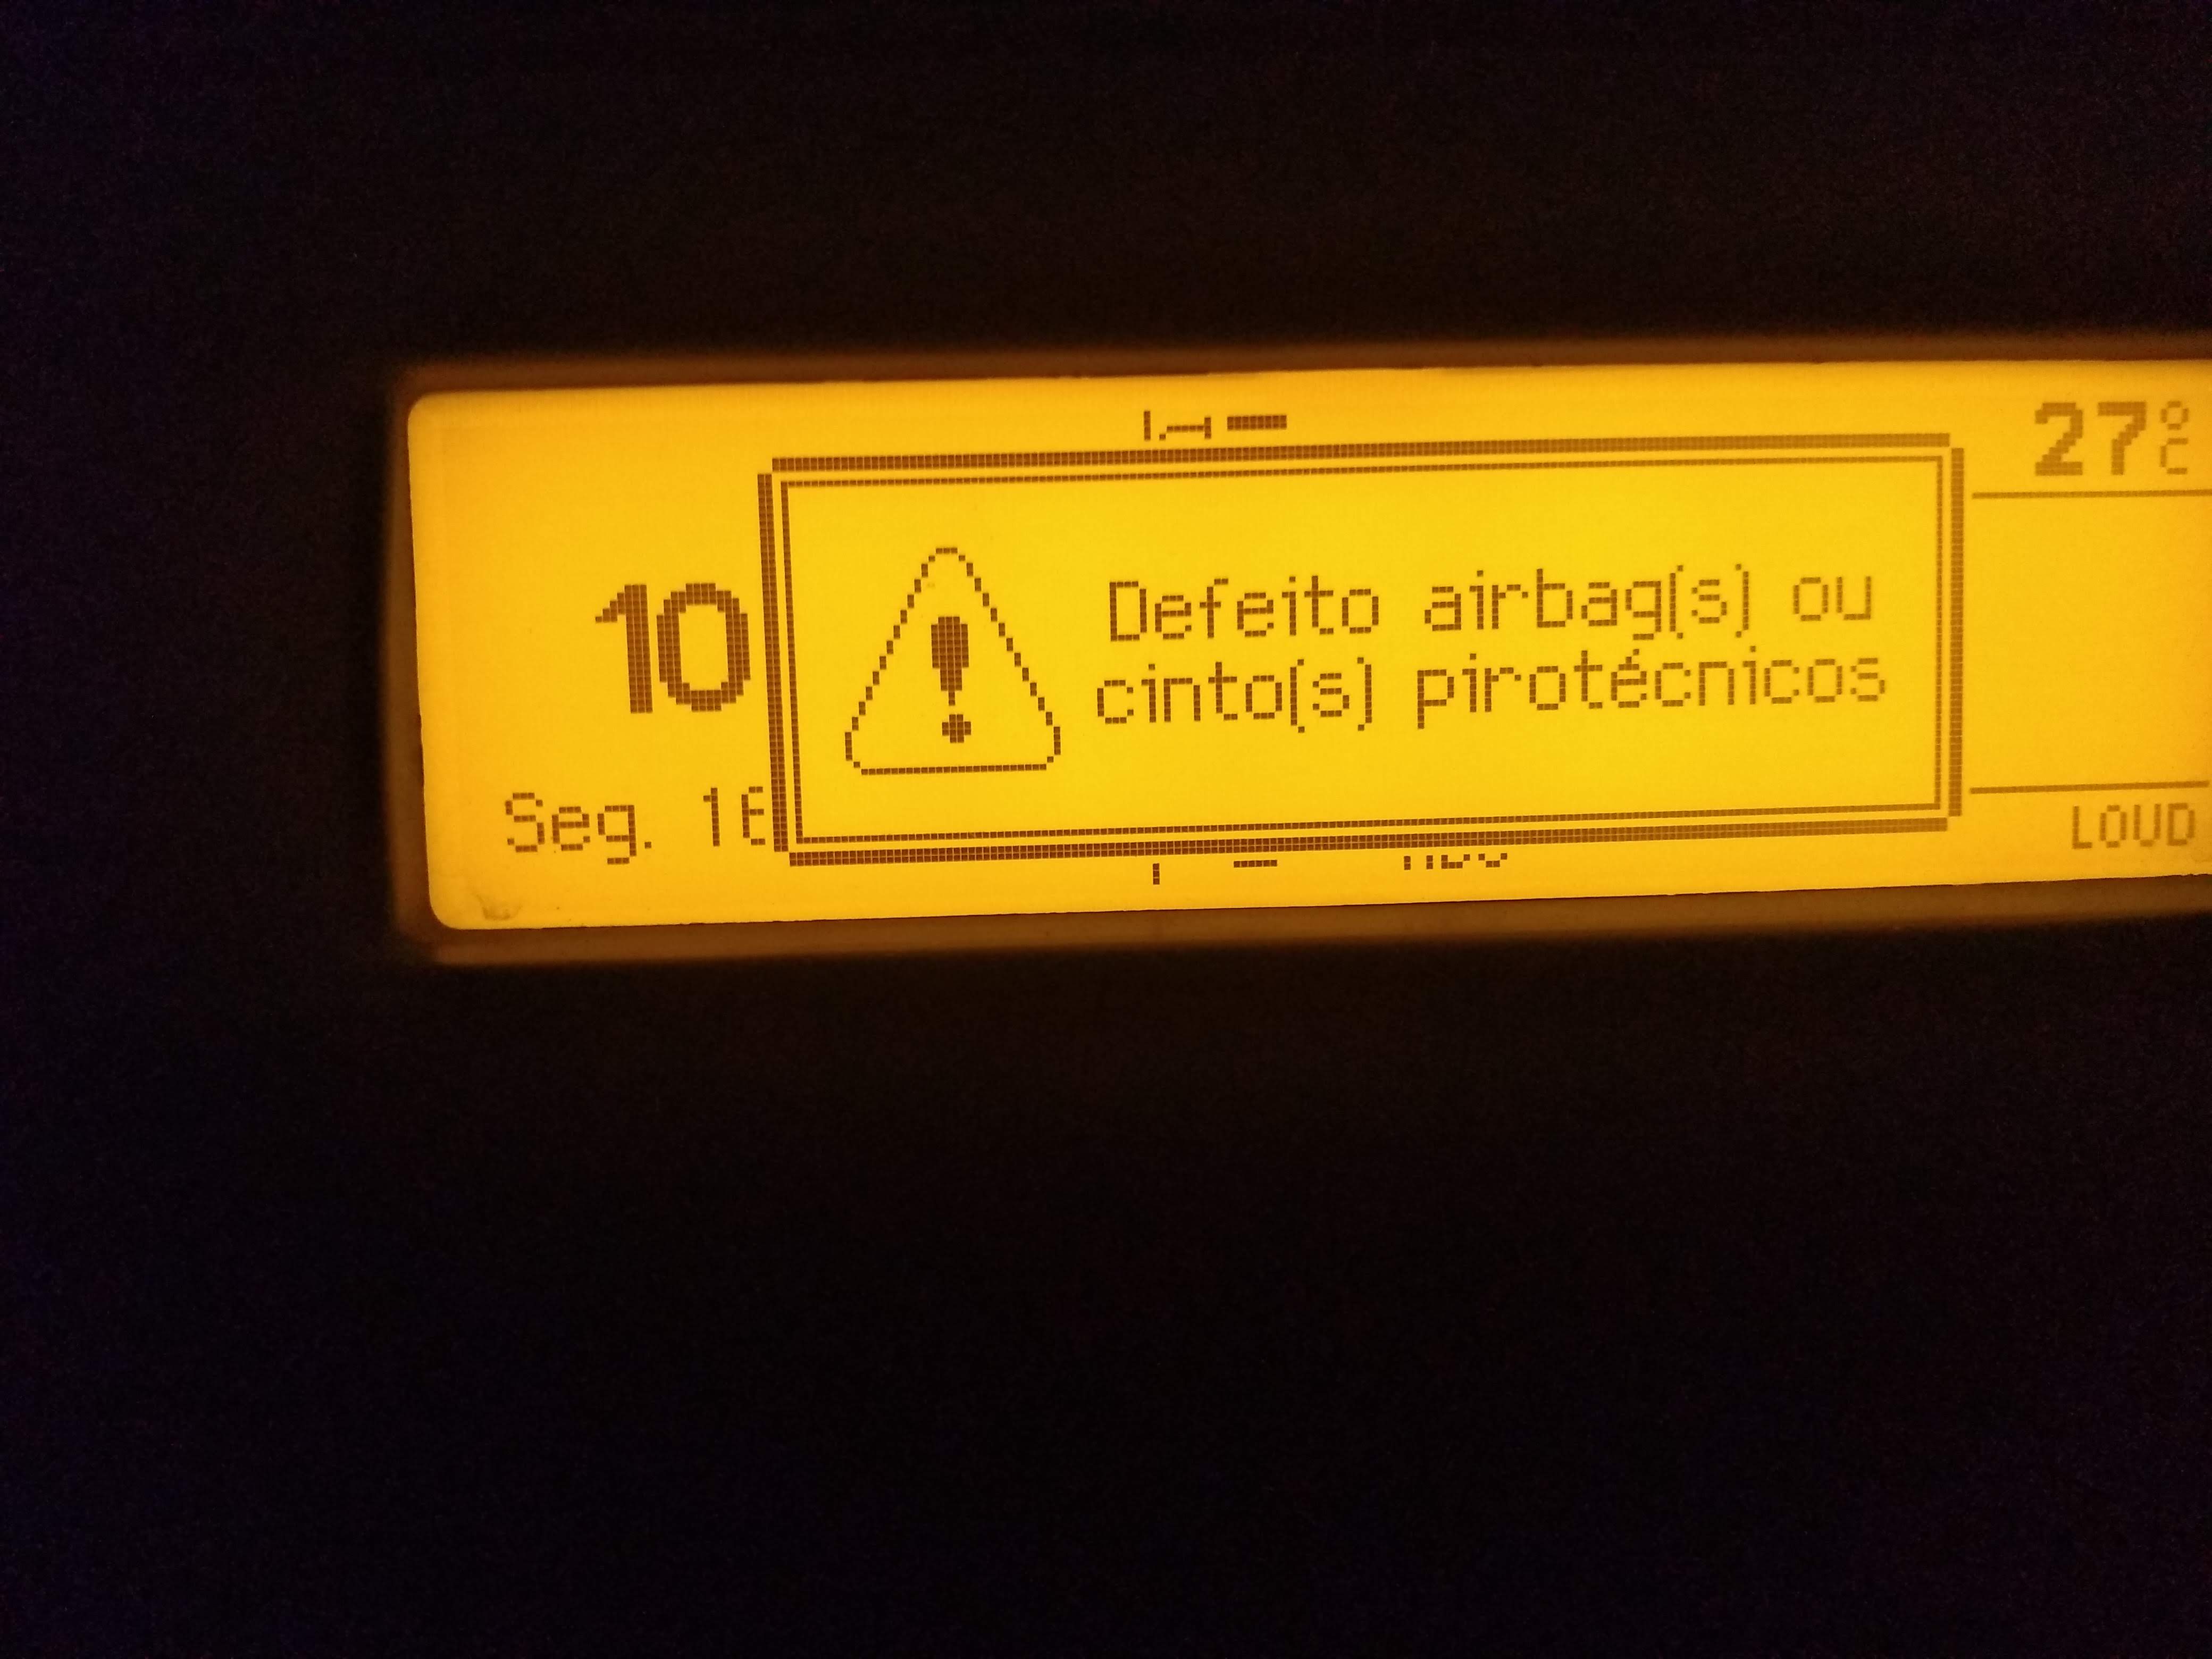 27°C
Defeito airbag(s) ou
cinto(s) pirotécnicos
10
Seg. 16
LOUD